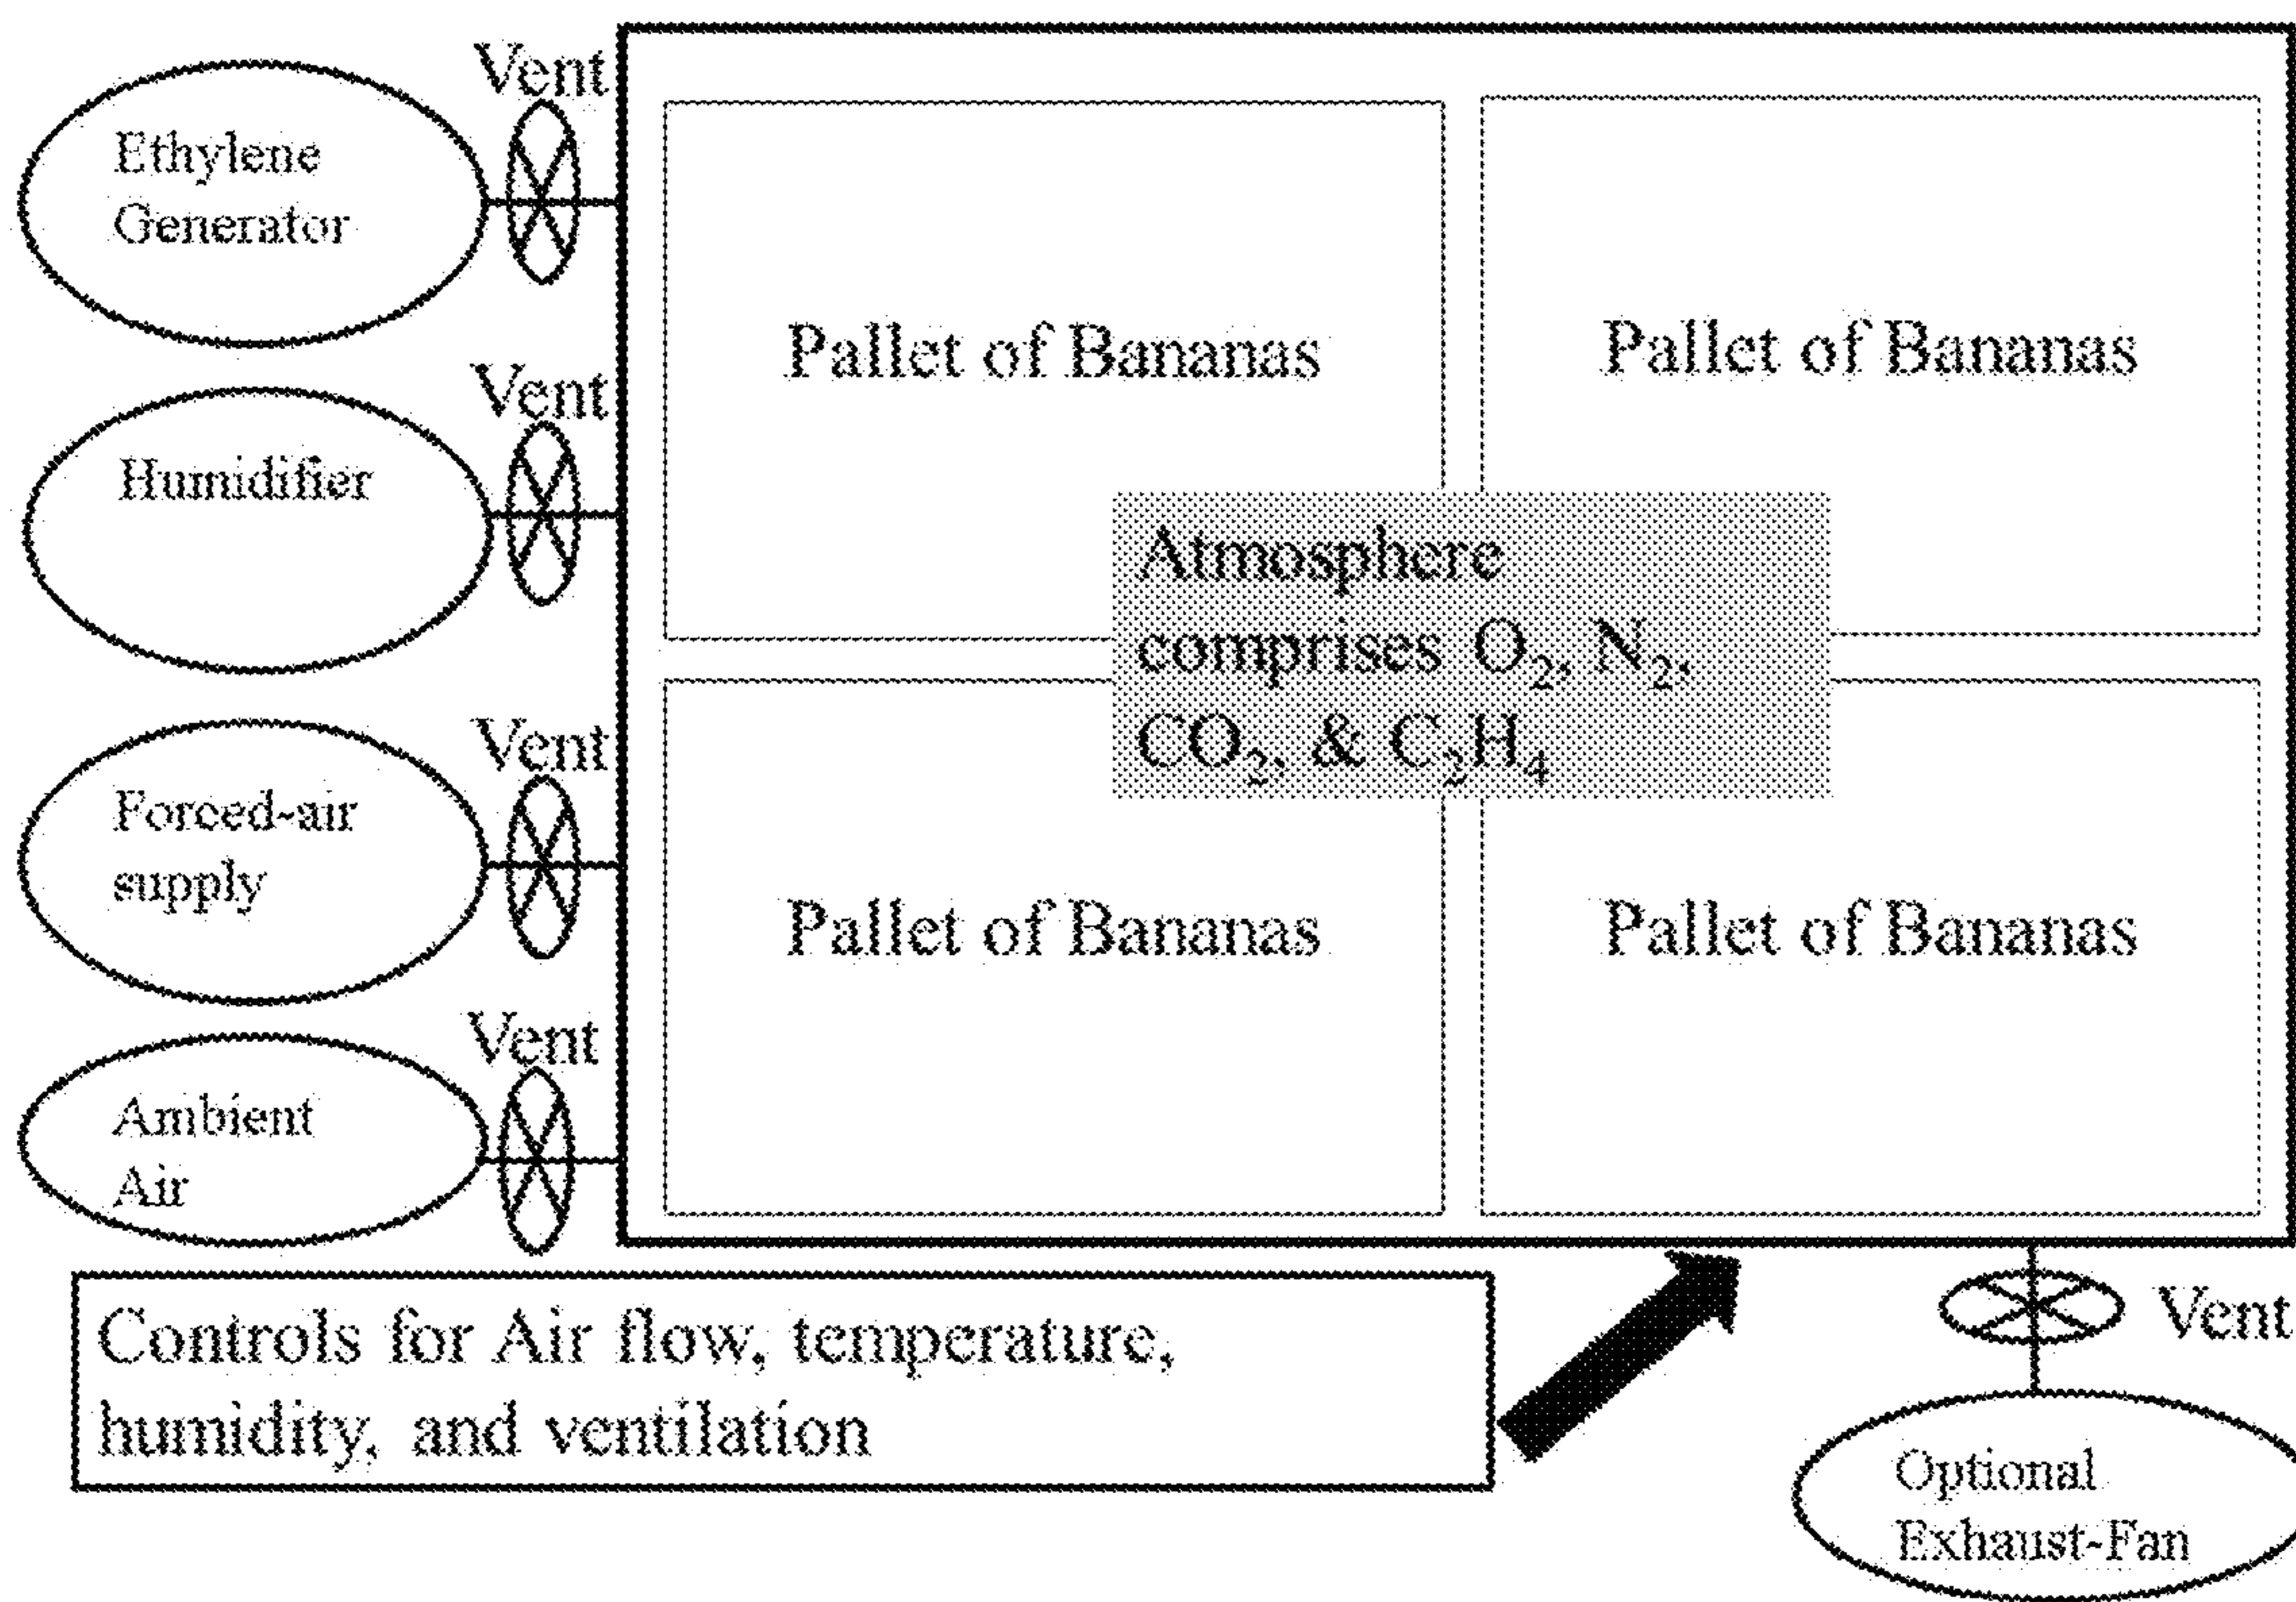 Vent
Ethylene
Generator
Vent
Humidifier
Vent
Forced-air
supply
Vent
Ambient
Air
Pallet of Bananas
Pallet of Bananas
Atmosphere
comprises O₂, N₂,
CO₂, & C₂H₄
Pallet of Bananas
Pallet of Bananas
Controls for Air flow, temperature,
humidity, and ventilation
Vent
Optional
Exhaust-Fan